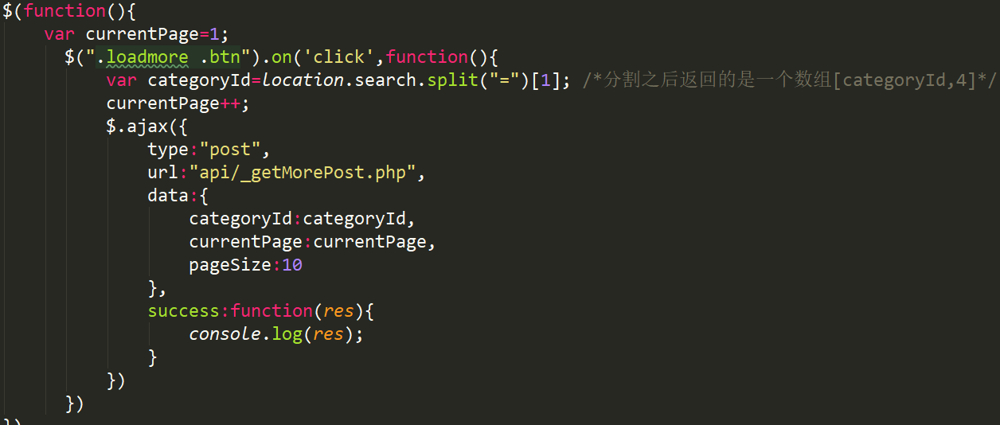 $(function(){
var currentPage=1;
$(".loadmore .btn").on('click',function(){
var categoryId=location.search.split("=")[1]; /*分割之后返回的是一个数组[categoryId,4]*/
currentPage++;
$.ajax({
type:"post",
url:"api/_getMorePost.php",
data:{
categoryId:categoryId,
currentPage:currentPage,
pageSize:10
},
success:function(res){
console.log(res);
}
})
})
})